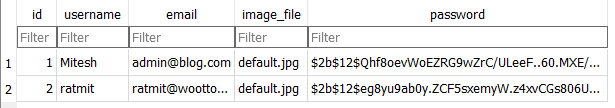 id username email image_file password
Filter Filter Filter Filter Filter
1 1 Mitesh admin@blog.com default.jpg $2b$12$Qhf8oevWoEZRG9wZrC/ULeeF..60.MXE/...
2 2 ratmit ratmit@wootto... default.jpg $2b$12$eg8yu9ab0y.ZCF5sxemyW.z4xvCGs806U...